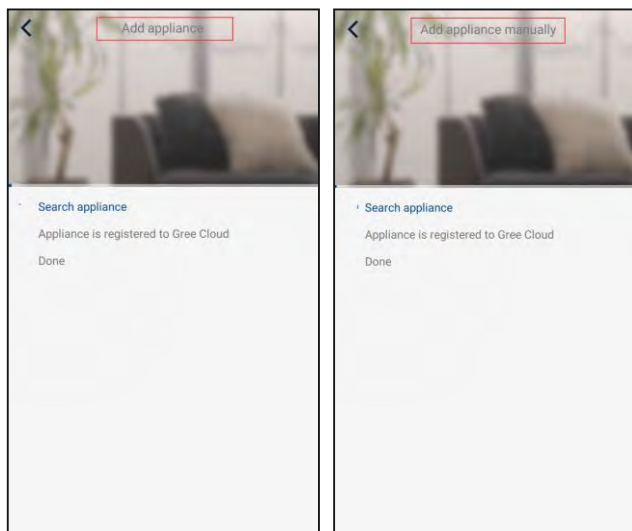 Add appliance
Search appliance
Appliance is registered to Gree Cloud
Done
Add appliance manually
Search appliance
Appliance is registered to Gree Cloud
Done